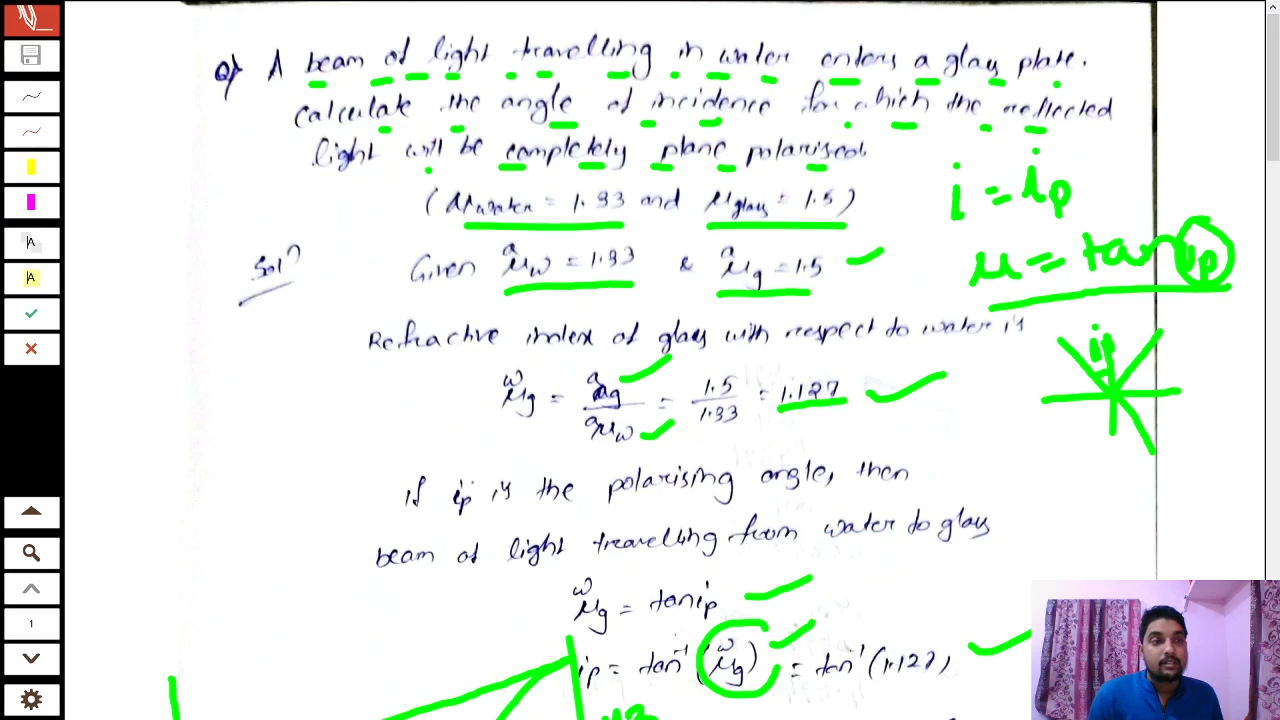 Q) A beam of light travelling in water enters a glass plate.
calculate the angle of incidence for which the reflected
light will be completely plane polarised
(μwater = 1.33 and μglass = 1.5)
i = ip
μ = tan ip
Soln
Given ᵃμw = 1.33 & ᵃμg = 1.5
Refractive index of glass with respect to water is
ip
ʷμg = ᵃμg / ᵃμw = 1.5 / 1.33 = 1.127
If ip is the polarising angle, then
beam of light travelling from water to glass
ʷμg = tan ip
ip = tan⁻¹ (ʷμg) = tan⁻¹ (1.127)
A
A
1